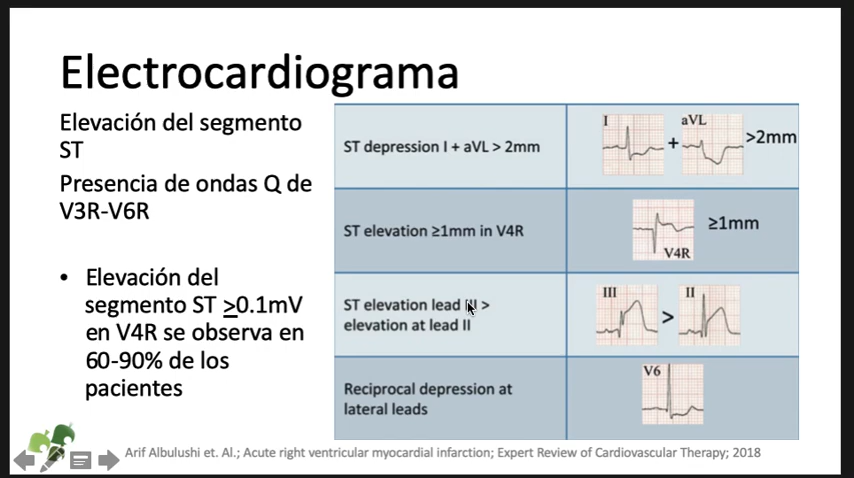 Electrocardiograma
Elevación del segmento
ST
Presencia de ondas Q de
V3R-V6R
• Elevación del
segmento ST ≥0.1mV
en V4R se observa en
60-90% de los
pacientes
ST depression I + aVL > 2mm
I
+
aVL
>2mm
ST elevation ≥1mm in V4R
V4R
≥1mm
ST elevation lead III >
elevation at lead II
III
>
II
Reciprocal depression at
lateral leads
V6
Arif Albulushi et. Al.; Acute right ventricular myocardial infarction; Expert Review of Cardiovascular Therapy; 2018